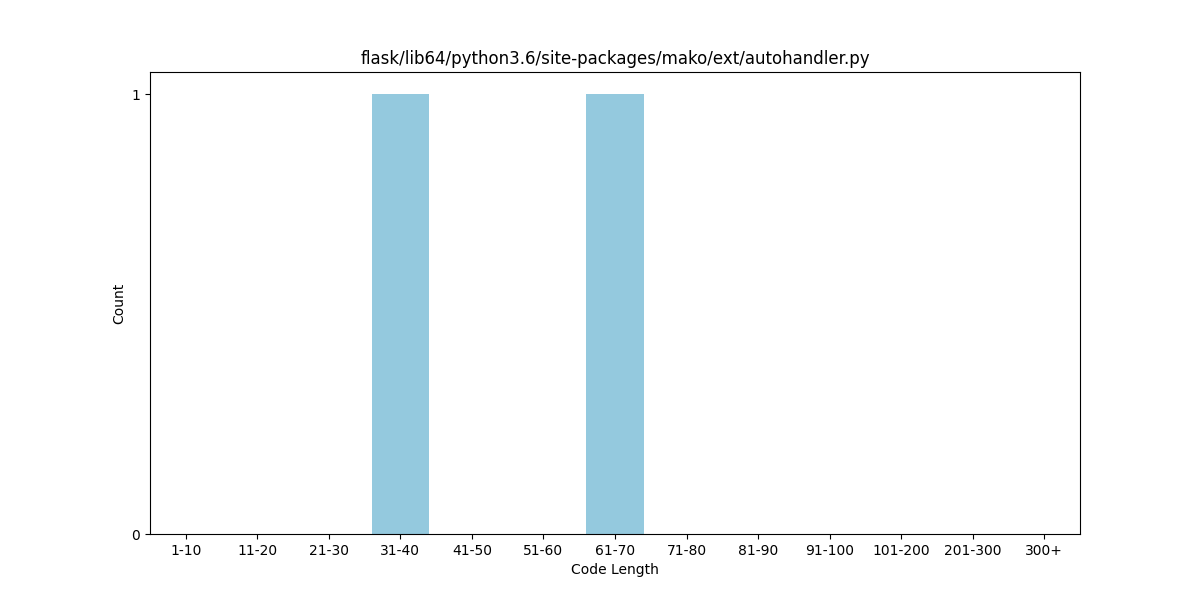 flask/lib64/python3.6/site-packages/mako/ext/autohandler.py
1
Count
0
1-10 11-20 21-30 31-40 41-50 51-60 61-70 71-80 81-90 91-100 101-200 201-300 300+
Code Length